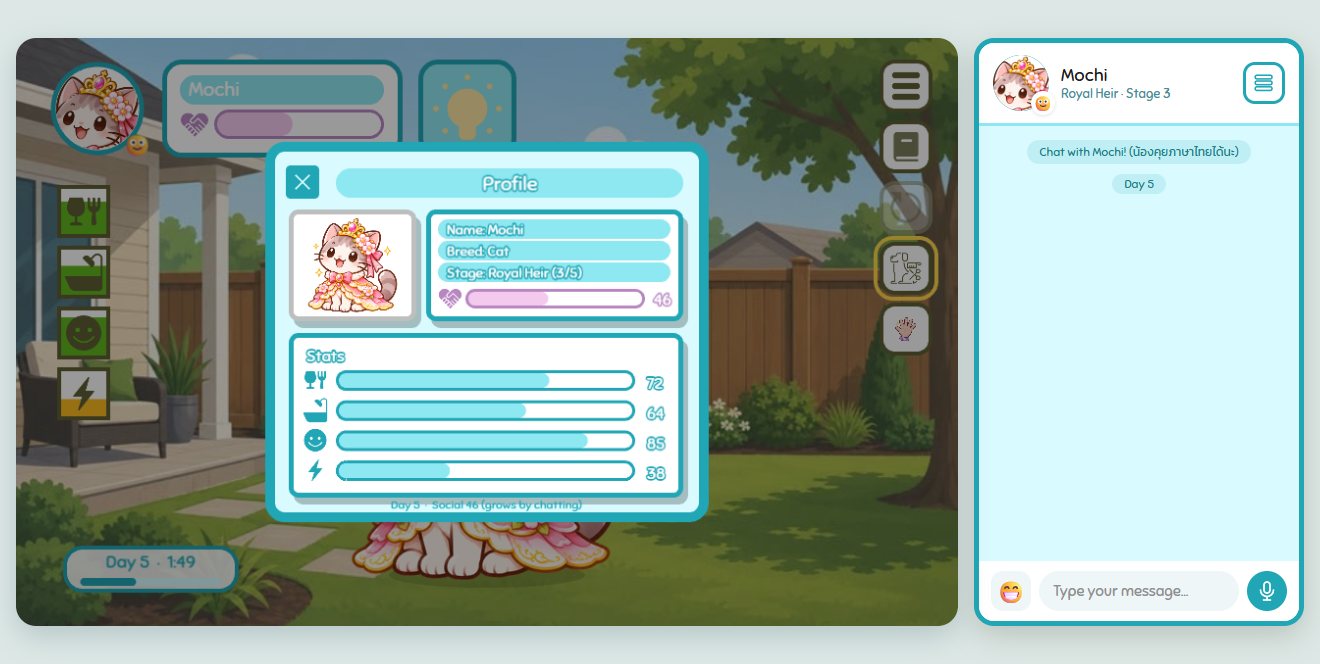 Mochi
Profile
Name: Mochi
Breed: Cat
Stage: Royal Heir (3/5)
46
Stats
72
64
85
38
Day 5 · Social 46 (grows by chatting)
Day 5 · 1:49
Mochi
Royal Heir · Stage 3
Chat with Mochi! (น้องคุยภาษาไทยได้นะ)
Day 5
Type your message...